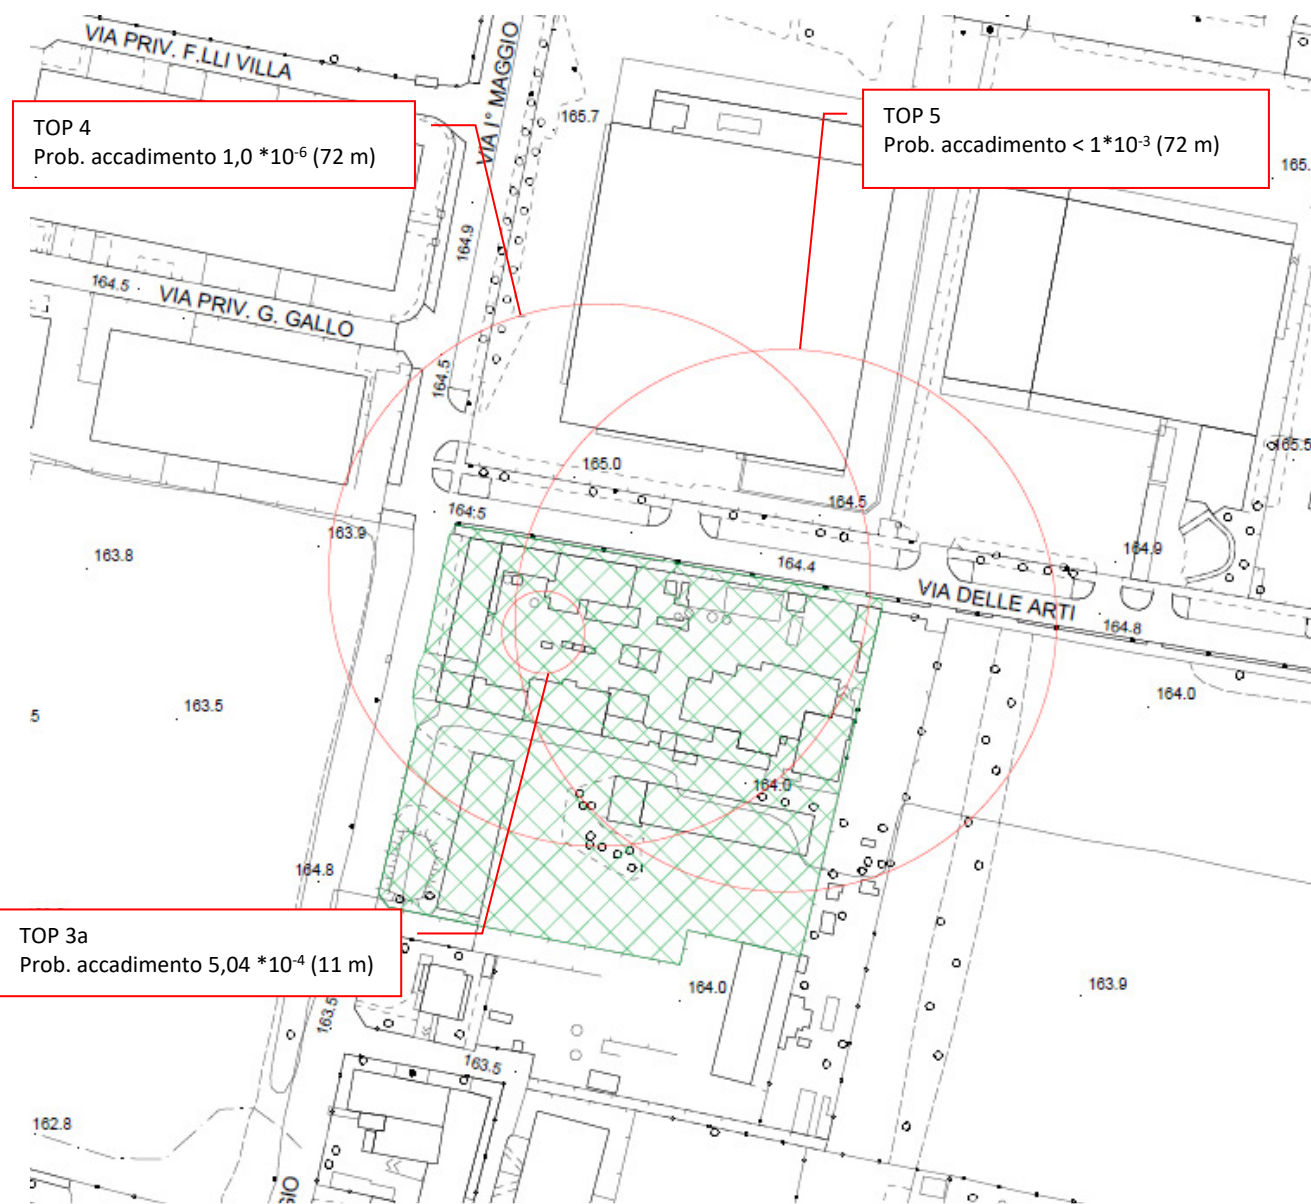 VIA PRIV. F.LLI VILLA
VIA I° MAGGIO
165.7
TOP 4
Prob. accadimento 1,0 *10⁻⁶ (72 m)
TOP 5
Prob. accadimento < 1*10⁻³ (72 m)
165.
164.9
164.5
VIA PRIV. G. GALLO
164.5
165.0
164.5
165.5
164:5
163.9
163.8
164.4
164.9
VIA DELLE ARTI
164.8
164.0
5
163.5
164.0
164.8
TOP 3a
Prob. accadimento 5,04 *10⁻⁴ (11 m)
164.0
163.9
163.5
163.5
162.8
GIO